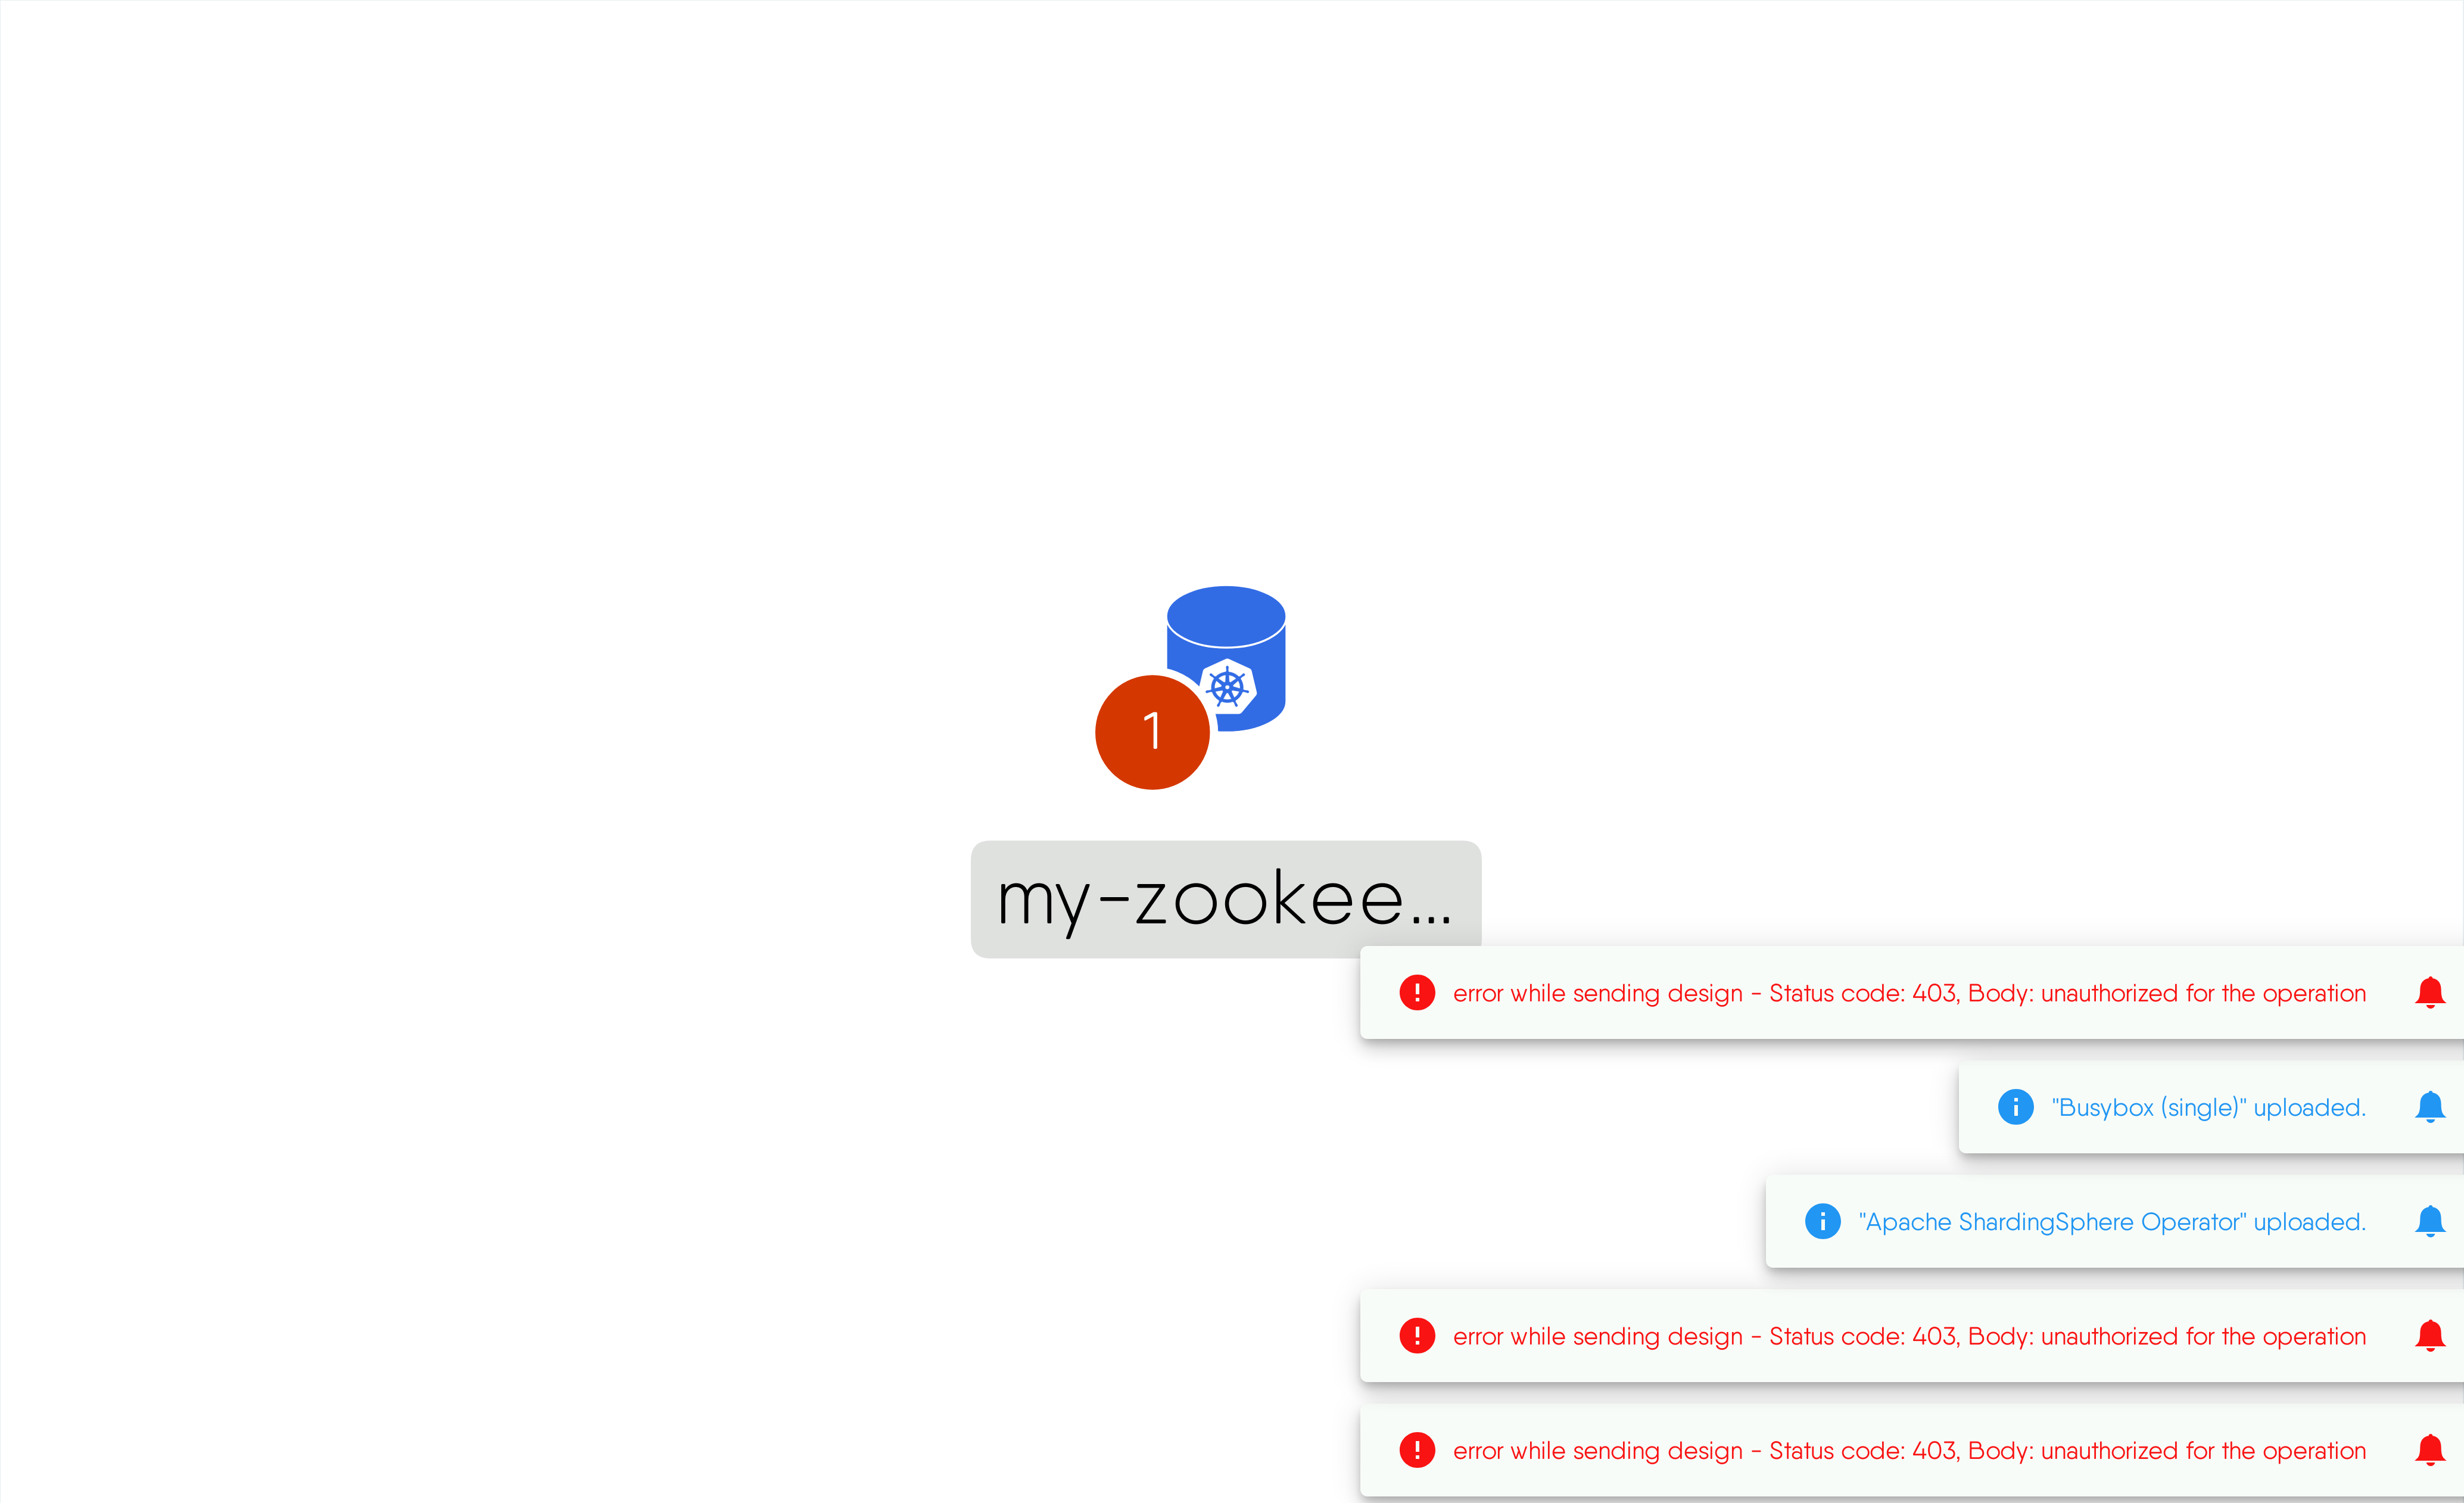 1
my-zookee...
error while sending design - Status code: 403, Body: unauthorized for the operation
"Busybox (single)" uploaded.
"Apache ShardingSphere Operator" uploaded.
error while sending design - Status code: 403, Body: unauthorized for the operation
error while sending design - Status code: 403, Body: unauthorized for the operation